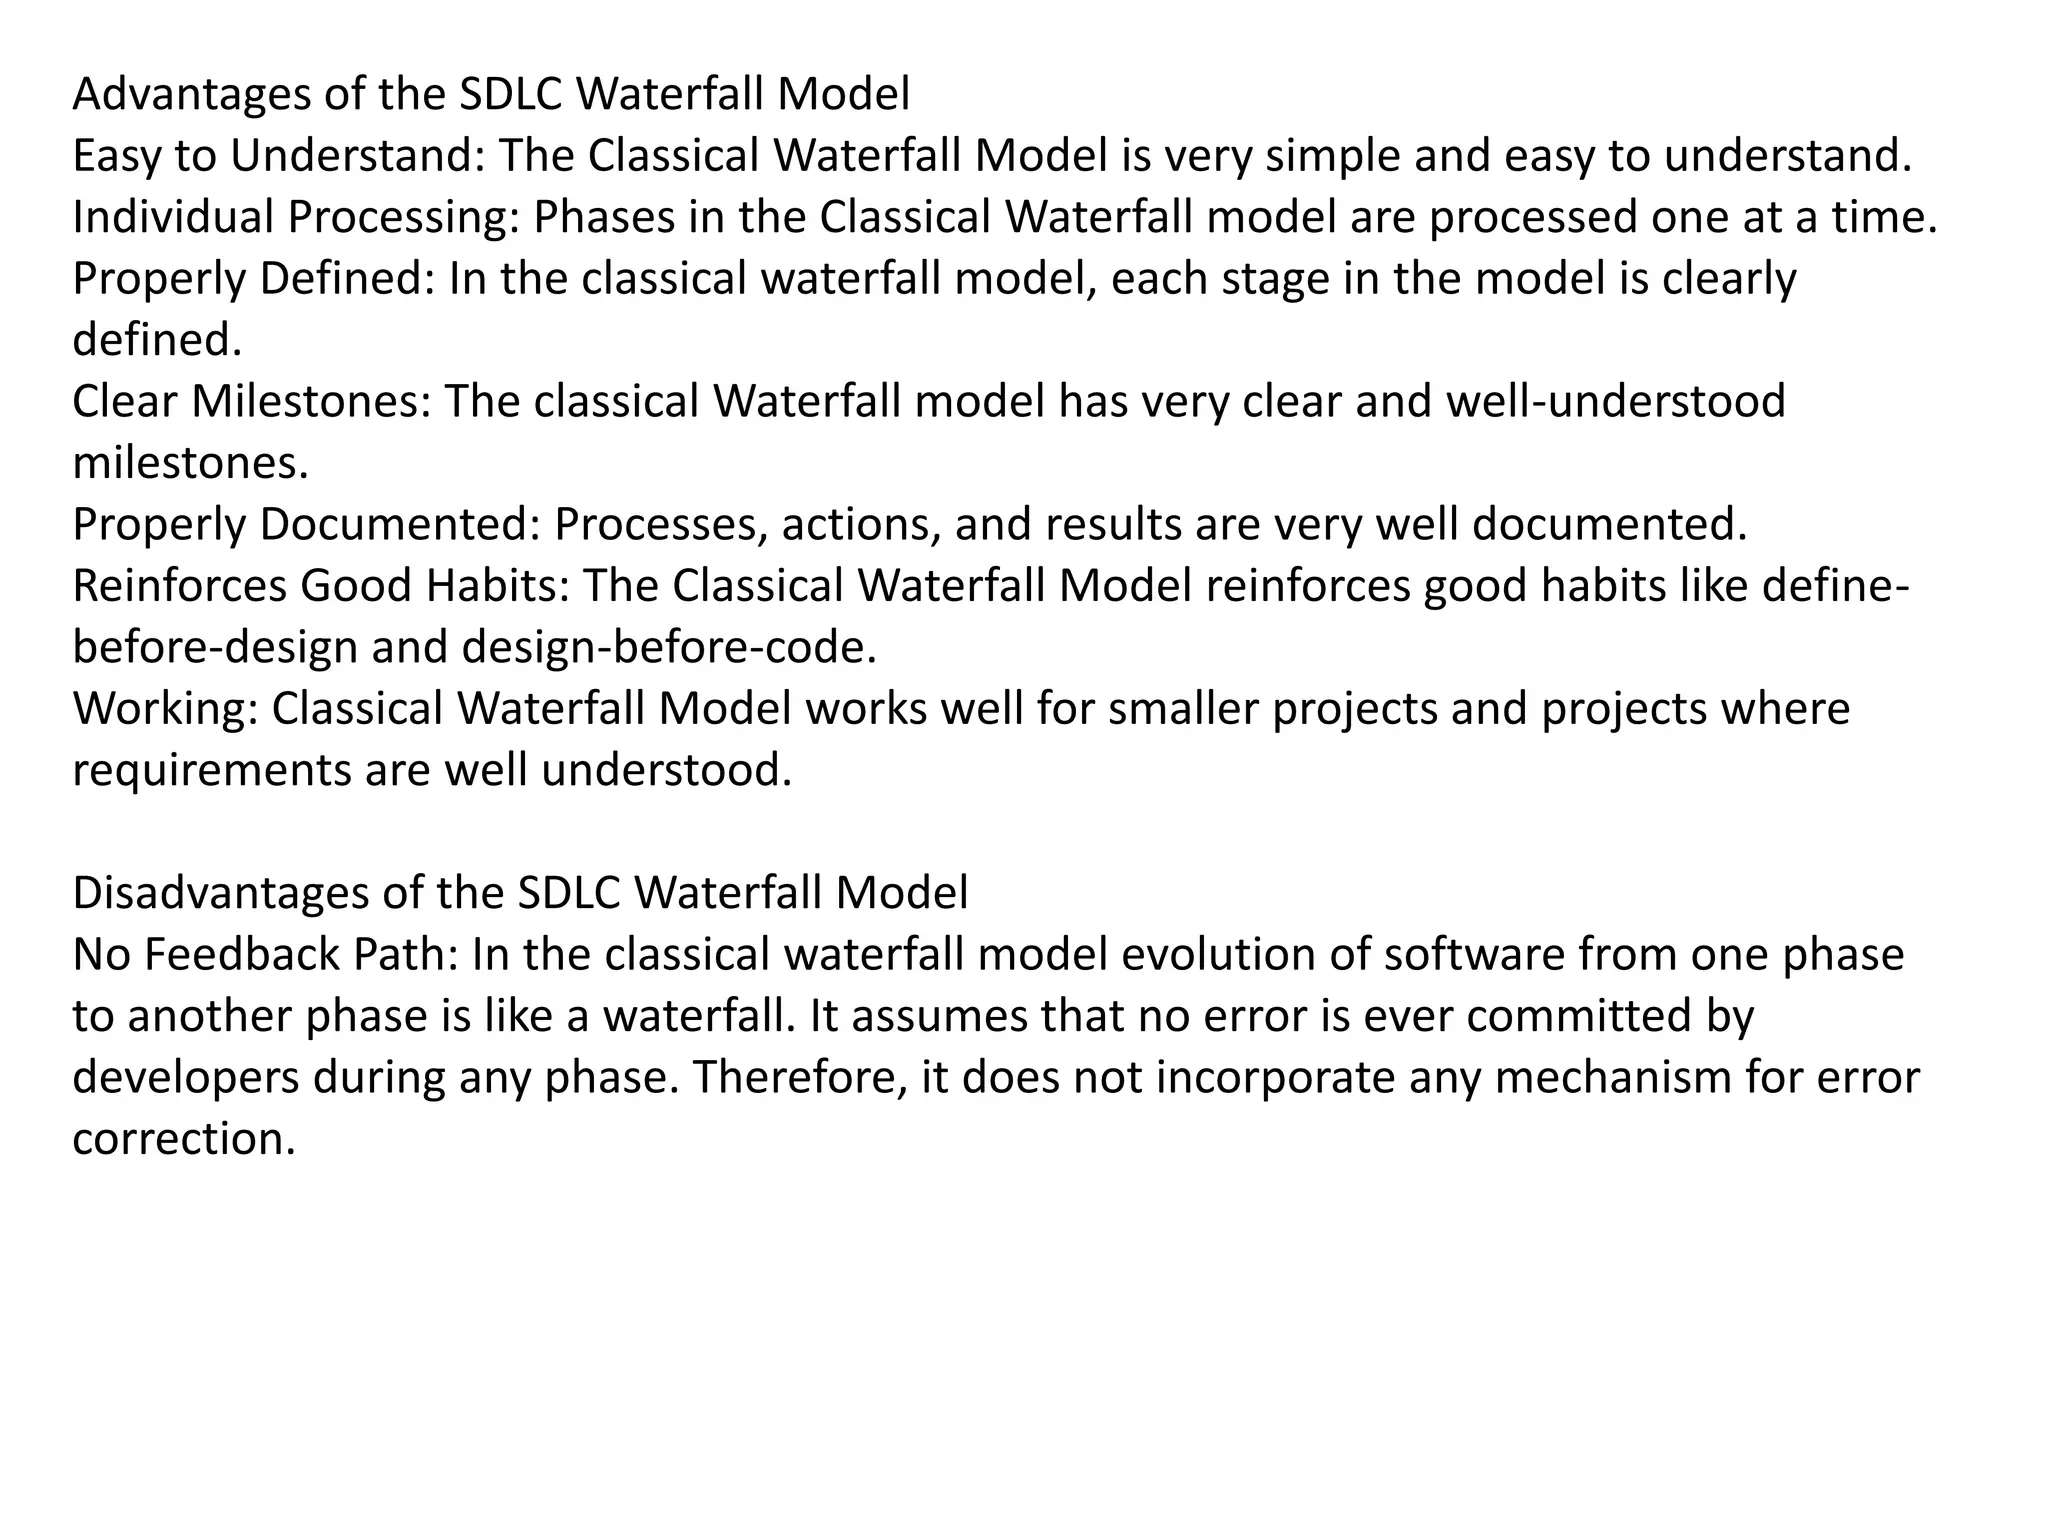 Advantages of the SDLC Waterfall Model
Easy to Understand: The Classical Waterfall Model is very simple and easy to understand.
Individual Processing: Phases in the Classical Waterfall model are processed one at a time.
Properly Defined: In the classical waterfall model, each stage in the model is clearly
defined.
Clear Milestones: The classical Waterfall model has very clear and well-understood
milestones.
Properly Documented: Processes, actions, and results are very well documented.
Reinforces Good Habits: The Classical Waterfall Model reinforces good habits like define-
before-design and design-before-code.
Working: Classical Waterfall Model works well for smaller projects and projects where
requirements are well understood.
Disadvantages of the SDLC Waterfall Model
No Feedback Path: In the classical waterfall model evolution of software from one phase
to another phase is like a waterfall. It assumes that no error is ever committed by
developers during any phase. Therefore, it does not incorporate any mechanism for error
correction.